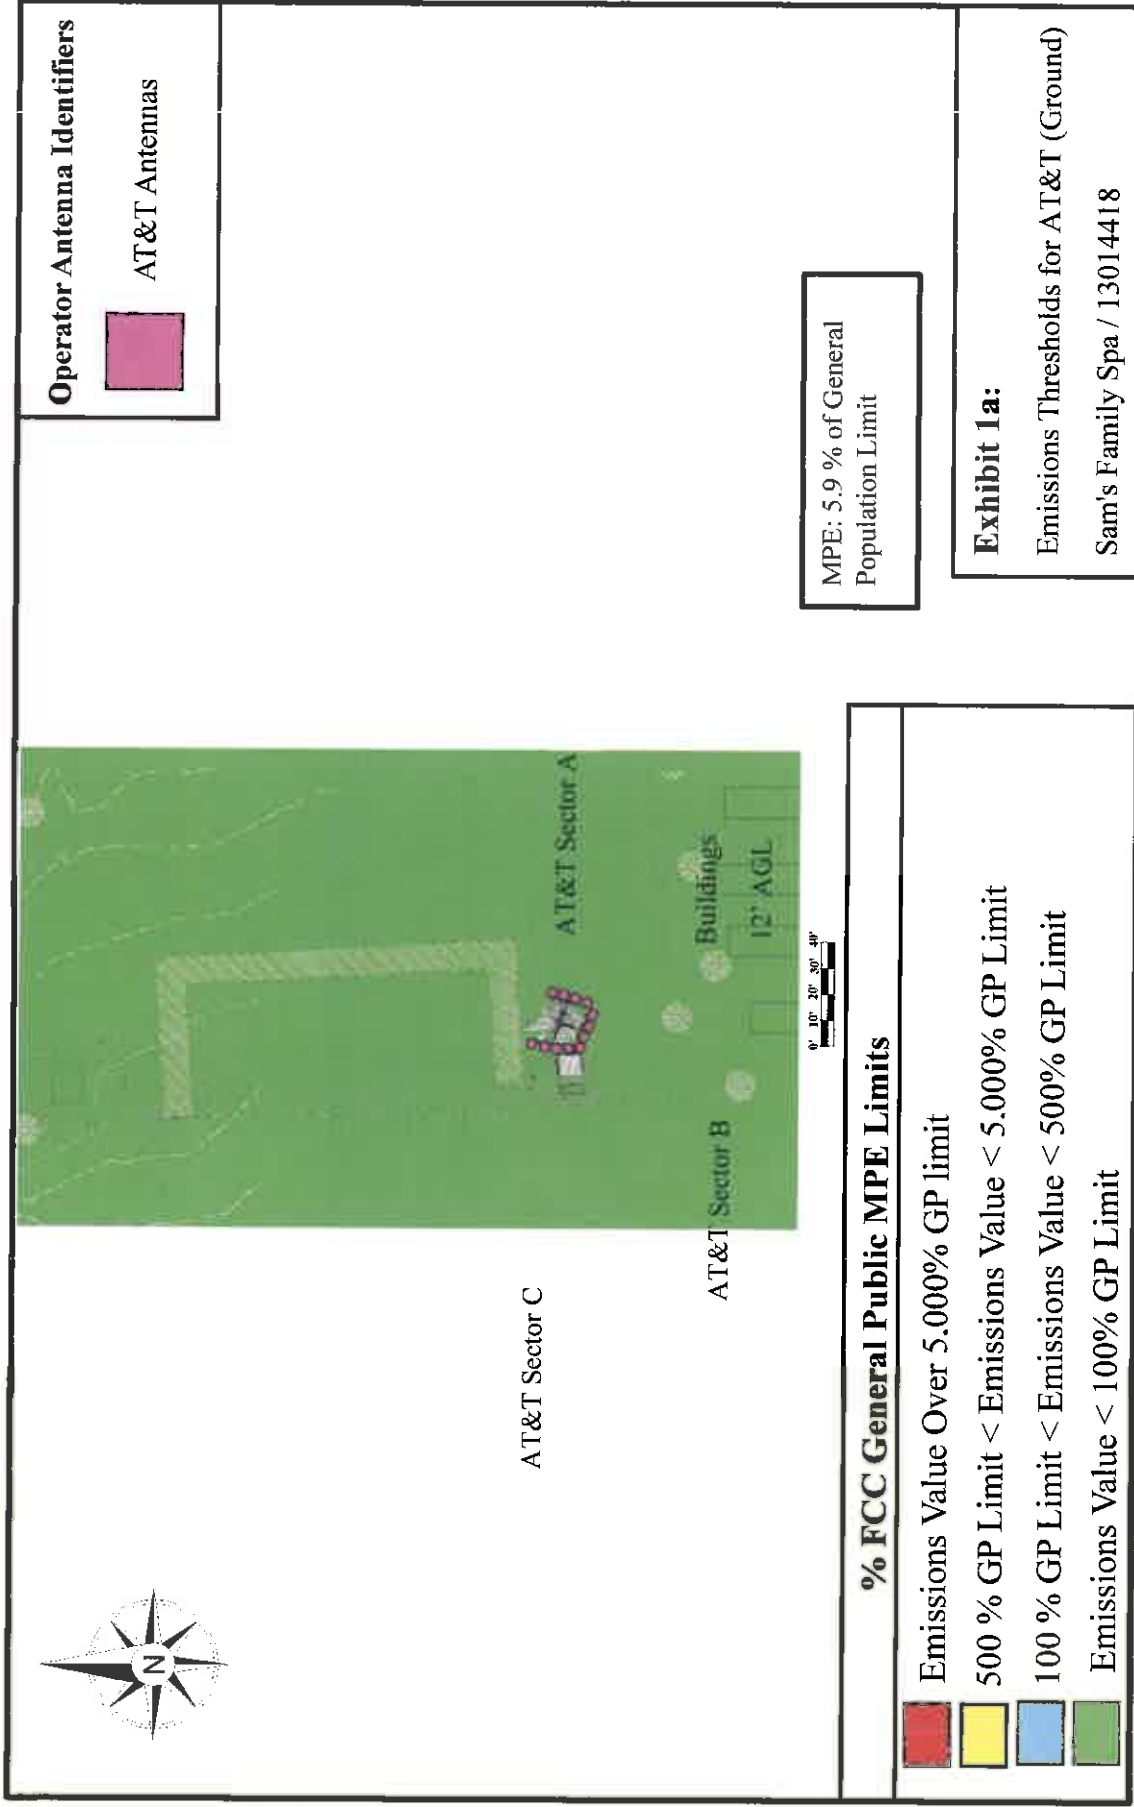 Operator Antenna Identifiers
AT&T Antennas
N
AT&T Sector C
AT&T Sector A
AT&T Sector B
Buildings
12' AGL
0' 10' 20' 30' 40'
MPE: 5.9 % of General
Population Limit
% FCC General Public MPE Limits
Emissions Value Over 5.000% GP limit
500 % GP Limit < Emissions Value < 5.000% GP Limit
100 % GP Limit < Emissions Value < 500% GP Limit
Emissions Value < 100% GP Limit
Exhibit 1a:
Emissions Thresholds for AT&T (Ground)
Sam's Family Spa / 13014418